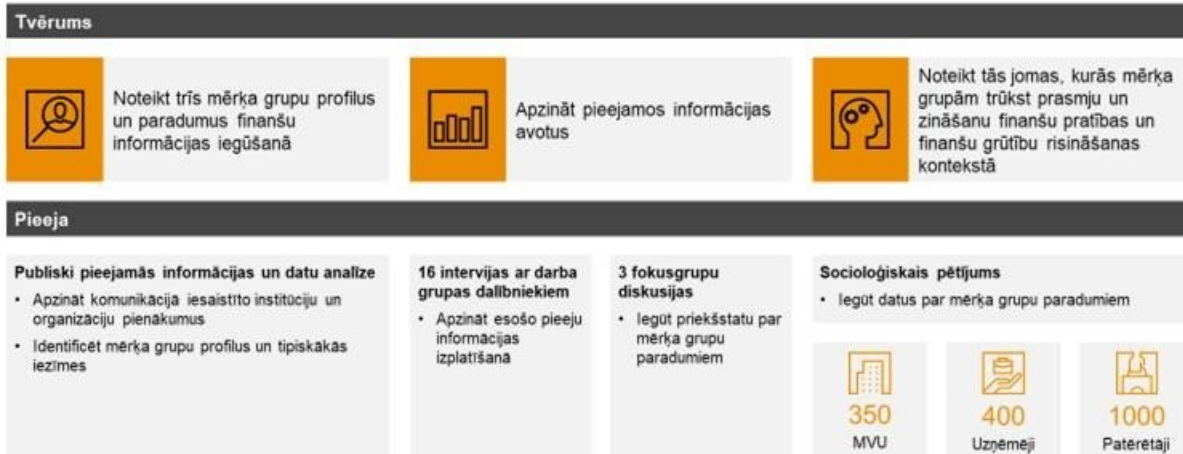 Tvērums
Noteikt trīs mērķa grupu profilus
un paradumus finanšu
informācijas iegūšanā
Apzināt pieejamos informācijas
avotus
Noteikt tās jomas, kurās mērķa
grupām trūkst prasmju un
zināšanu finanšu pratības un
finanšu grūtību risināšanas
kontekstā
Pieeja
Publiski pieejamās informācijas un datu analīze
• Apzināt komunikācijā iesaistīto institūciju un
organizāciju pienākumus
• Identificēt mērķa grupu profilus un tipiskākās
iezīmes
16 intervijas ar darba
grupas dalībniekiem
• Apzināt esošo pieeju
informācijas
izplatīšanā
3 fokusgrupu
diskusijas
• Iegūt priekšstatu par
mērķa grupu
paradumiem
Socioloģiskais pētījums
• Iegūt datus par mērķa grupu paradumiem
350
MVU
400
Uzņēmēji
1000
Patērētāji